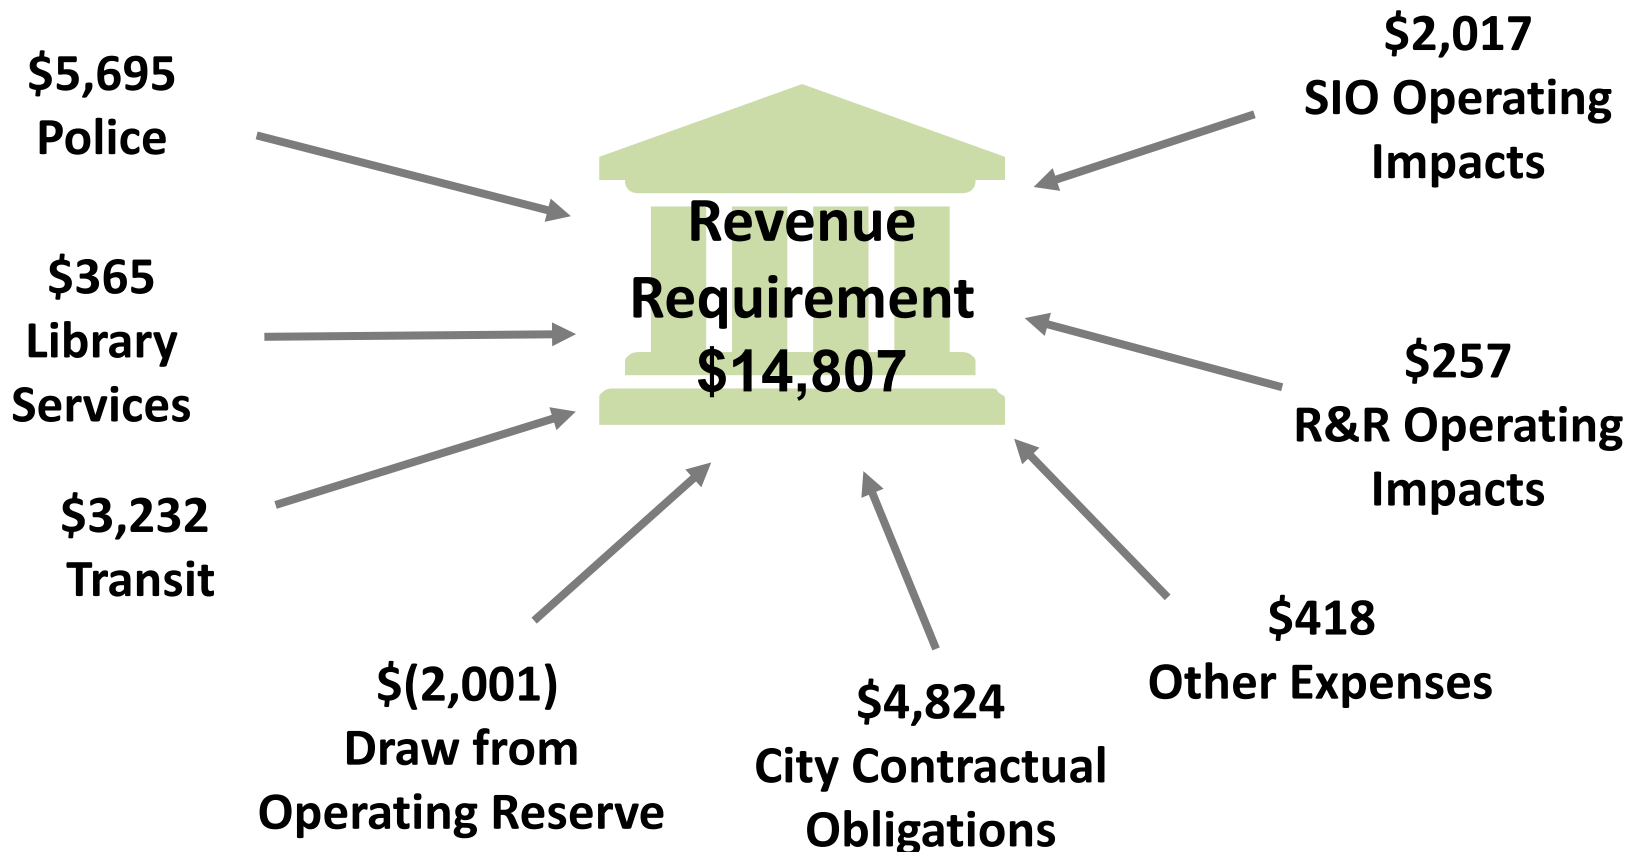 $5,695
Police
$365
Library
Services
$3,232
Transit
$(2,001)
Draw from
Operating Reserve
Revenue
Requirement
$14,807
$4,824
City Contractual
Obligations
$418
Other Expenses
$257
R&R Operating
Impacts
$2,017
SIO Operating
Impacts